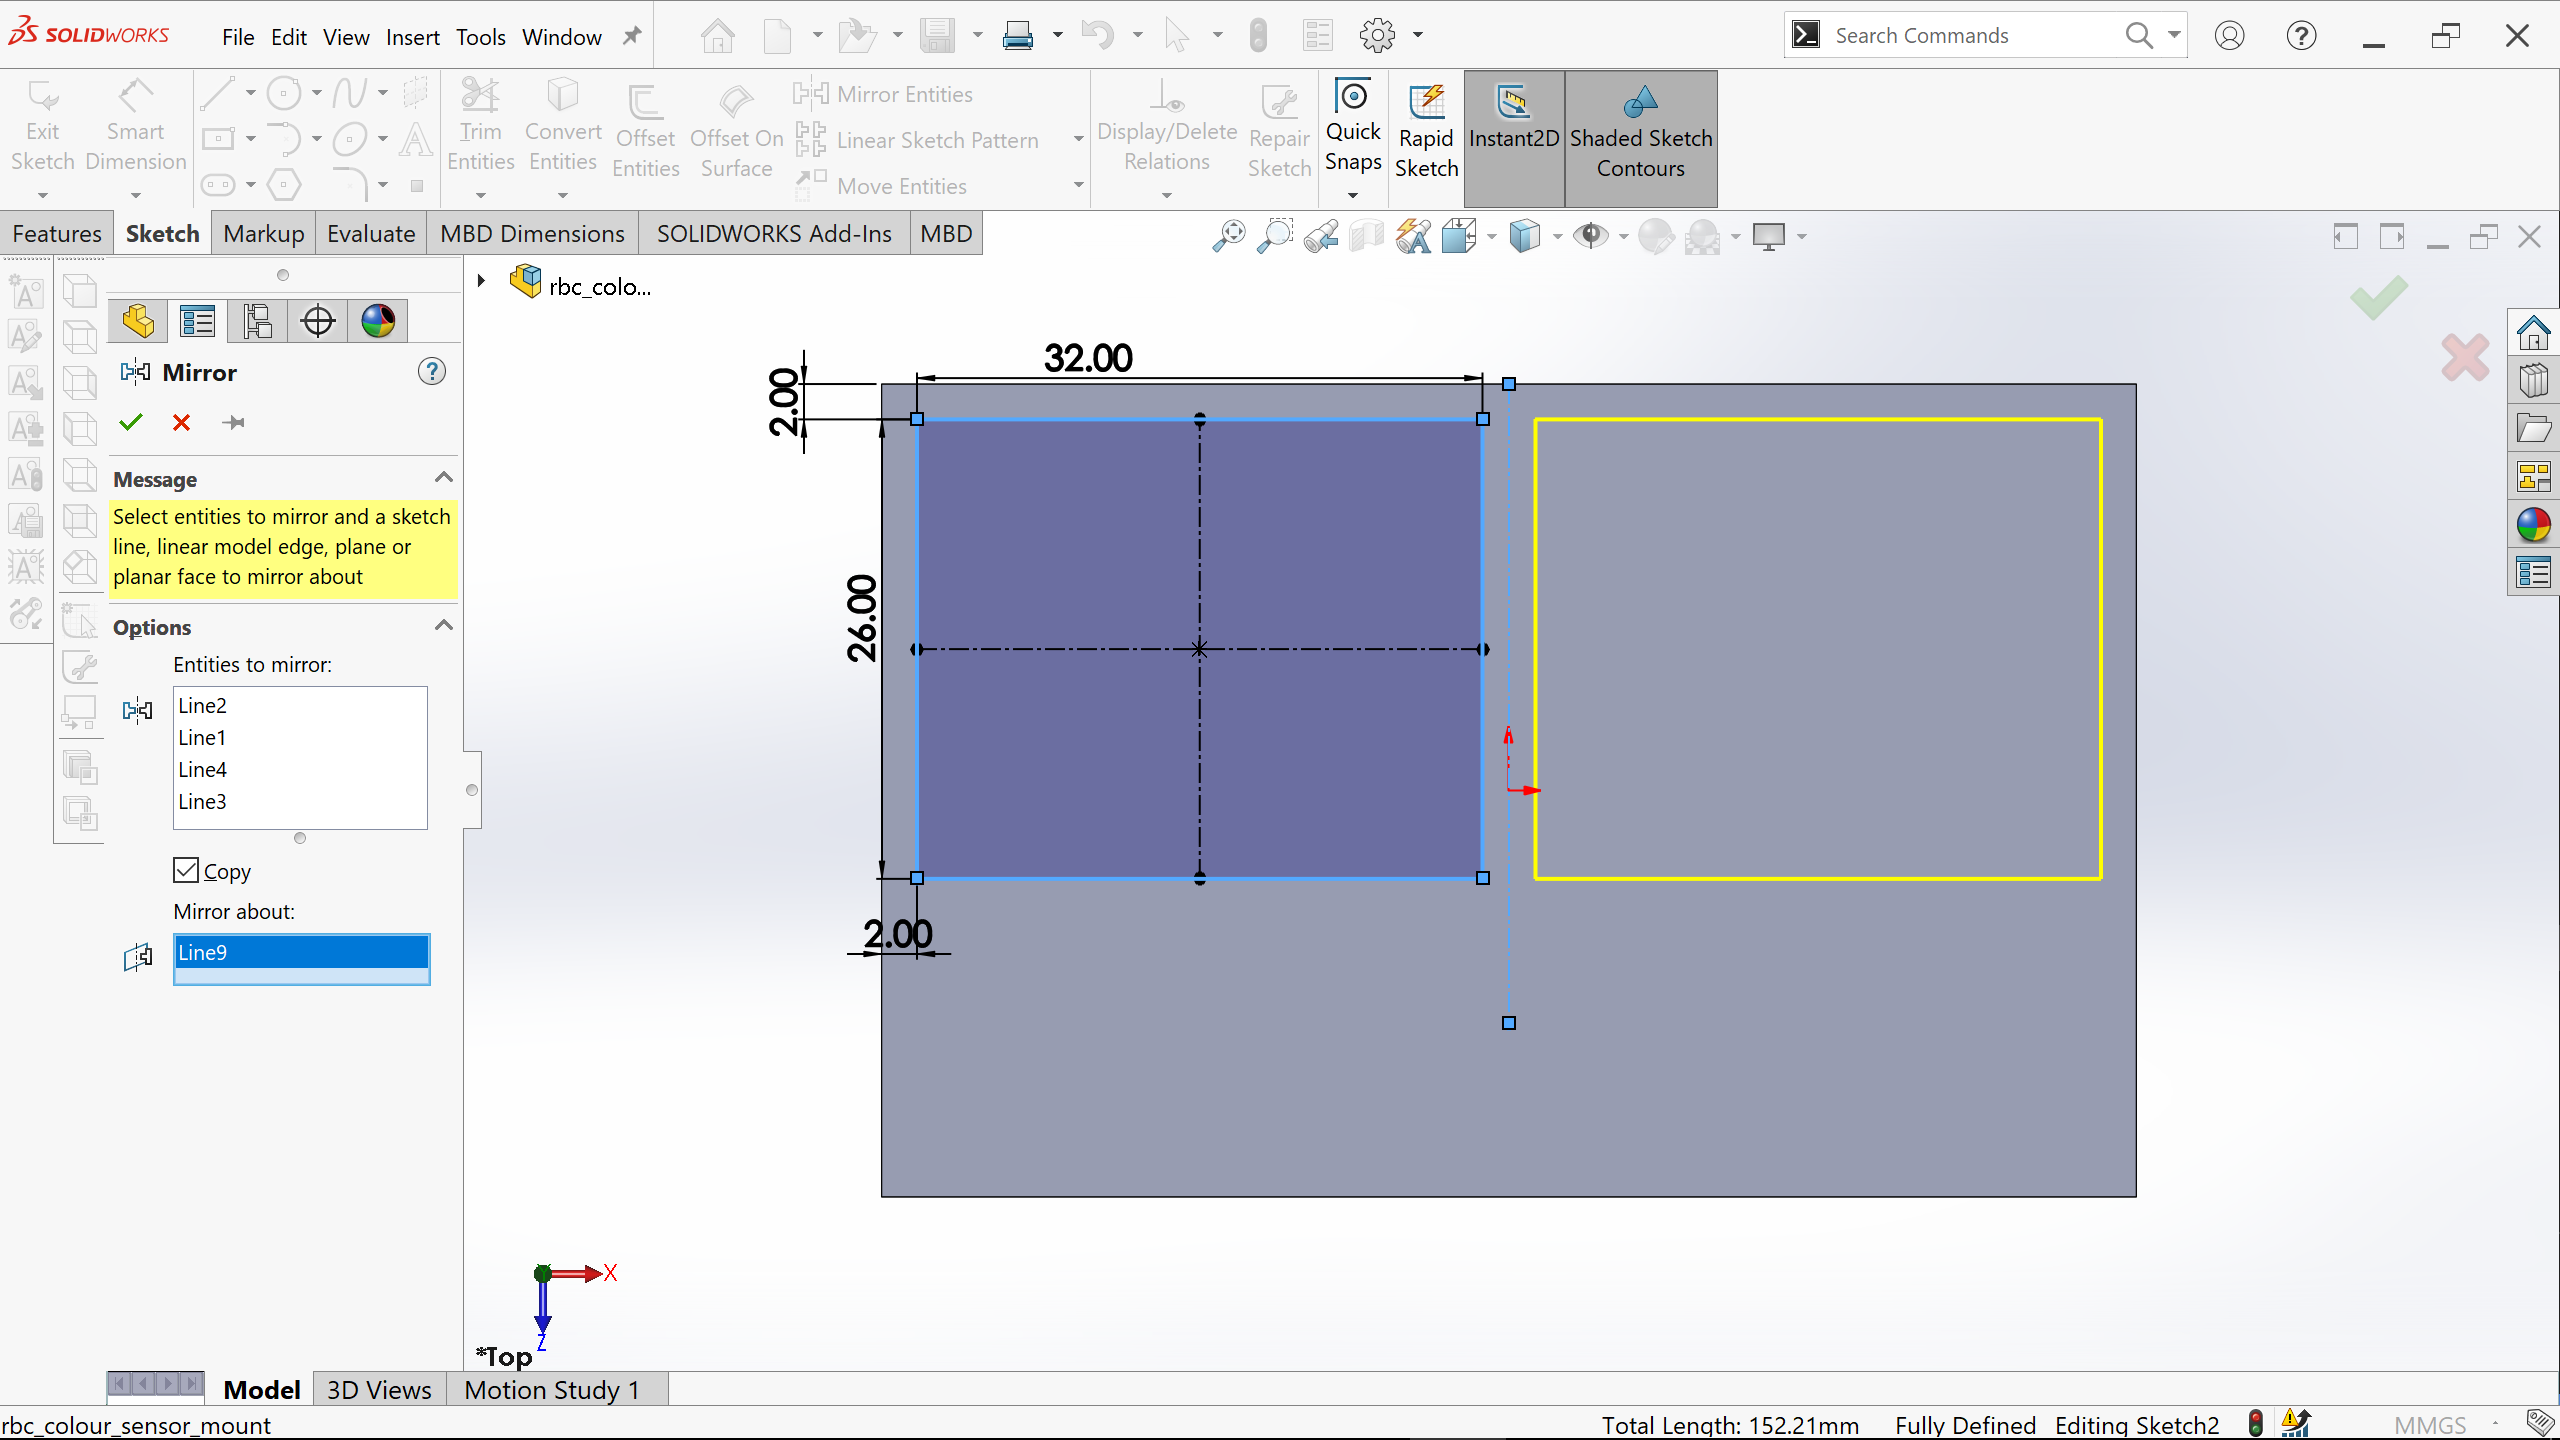 SOLIDWORKS
File Edit View Insert Tools Window
Search Commands
Exit Sketch
Smart Dimension
Trim Entities
Convert Entities
Offset Entities
Offset On Surface
Mirror Entities
Linear Sketch Pattern
Move Entities
Display/Delete Relations
Repair Sketch
Quick Snaps
Rapid Sketch
Instant2D
Shaded Sketch Contours
Features Sketch Markup Evaluate MBD Dimensions SOLIDWORKS Add-Ins MBD
rbc_colo...
Mirror
Message
Select entities to mirror and a sketch
line, linear model edge, plane or
planar face to mirror about
Options
Entities to mirror:
Line2
Line1
Line4
Line3
Copy
Mirror about:
Line9
32.00
2.00
26.00
2.00
X
Z
*Top
Model 3D Views Motion Study 1
rbc_colour_sensor_mount
Total Length: 152.21mm Fully Defined Editing Sketch2 MMGS